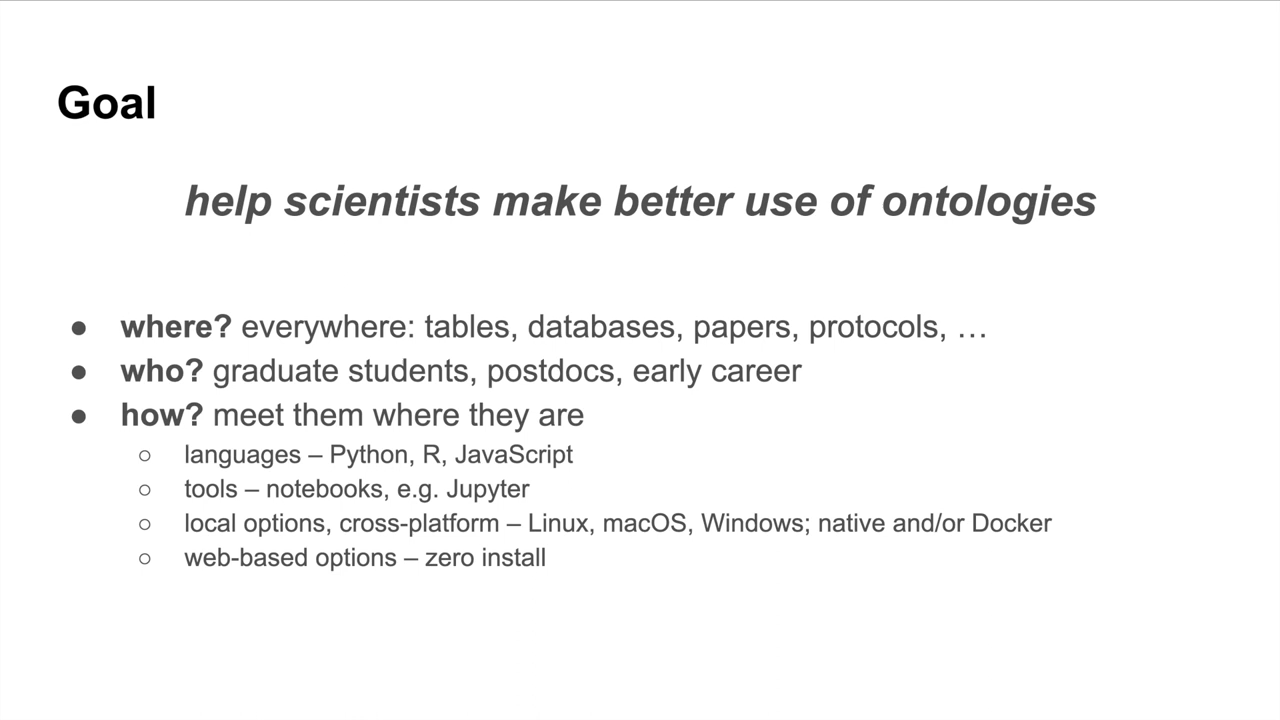 Goal
help scientists make better use of ontologies
● where? everywhere: tables, databases, papers, protocols, …
● who? graduate students, postdocs, early career
● how? meet them where they are
○ languages – Python, R, JavaScript
○ tools – notebooks, e.g. Jupyter
○ local options, cross-platform – Linux, macOS, Windows; native and/or Docker
○ web-based options – zero install